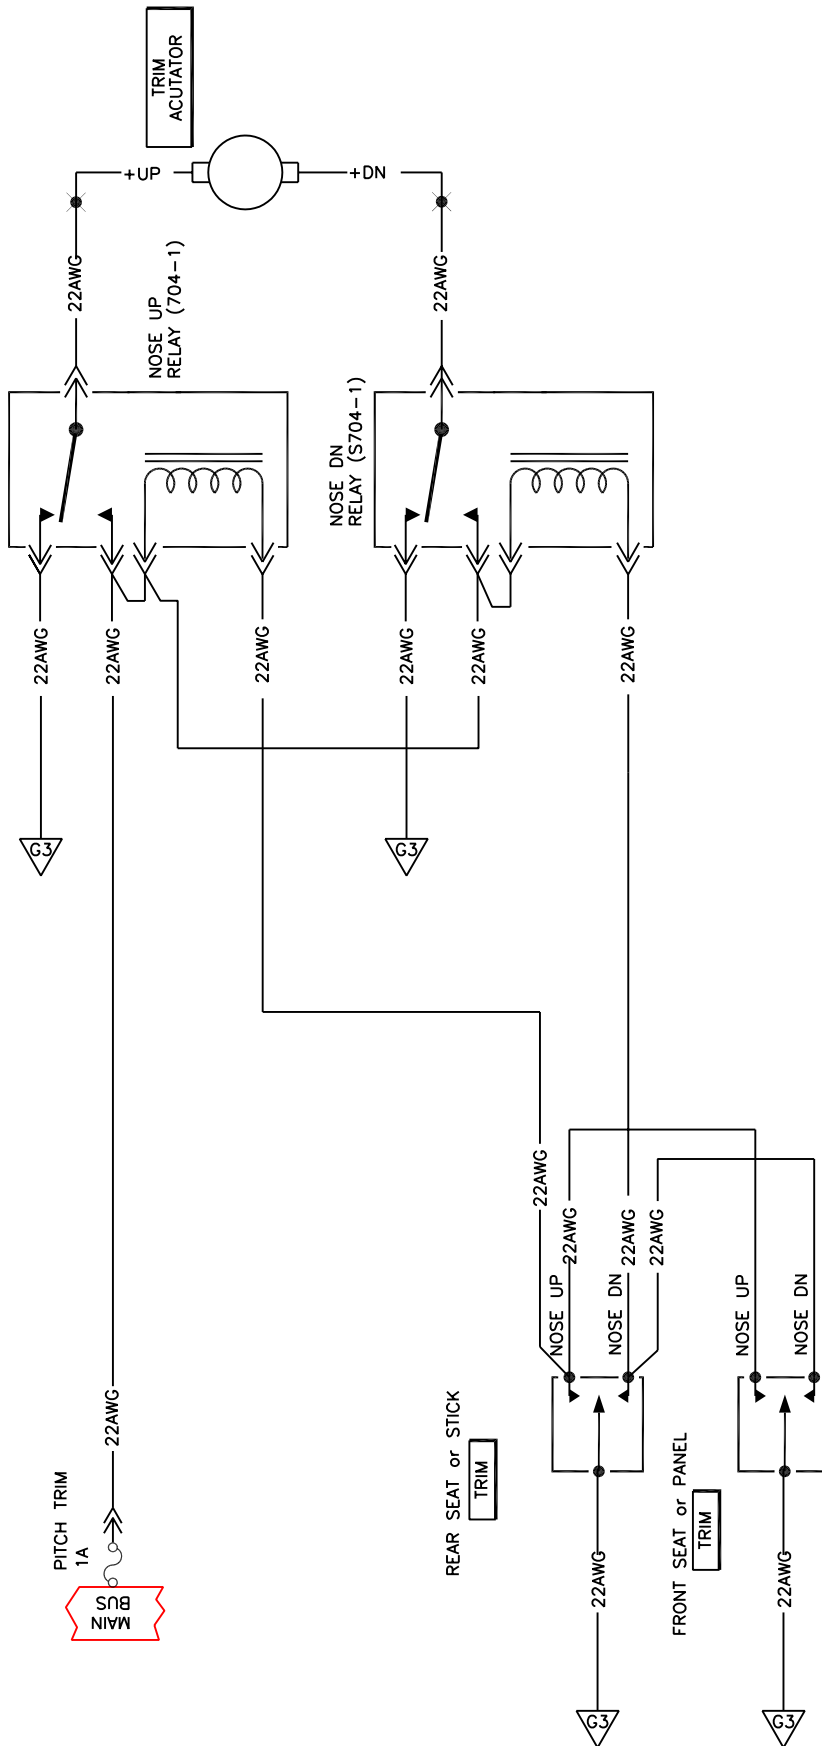 TRIM
ACUTATOR
+UP
+DN
22AWG
22AWG
NOSE UP
RELAY (704-1)
NOSE DN
RELAY (S704-1)
22AWG
22AWG
22AWG
22AWG
22AWG
22AWG
G3
G3
22AWG
22AWG
22AWG
22AWG
NOSE UP
NOSE DN
NOSE UP
NOSE DN
22AWG
REAR SEAT or STICK
TRIM
FRONT SEAT or PANEL
TRIM
PITCH TRIM
1A
MAIN
BUS
22AWG
22AWG
G3
G3